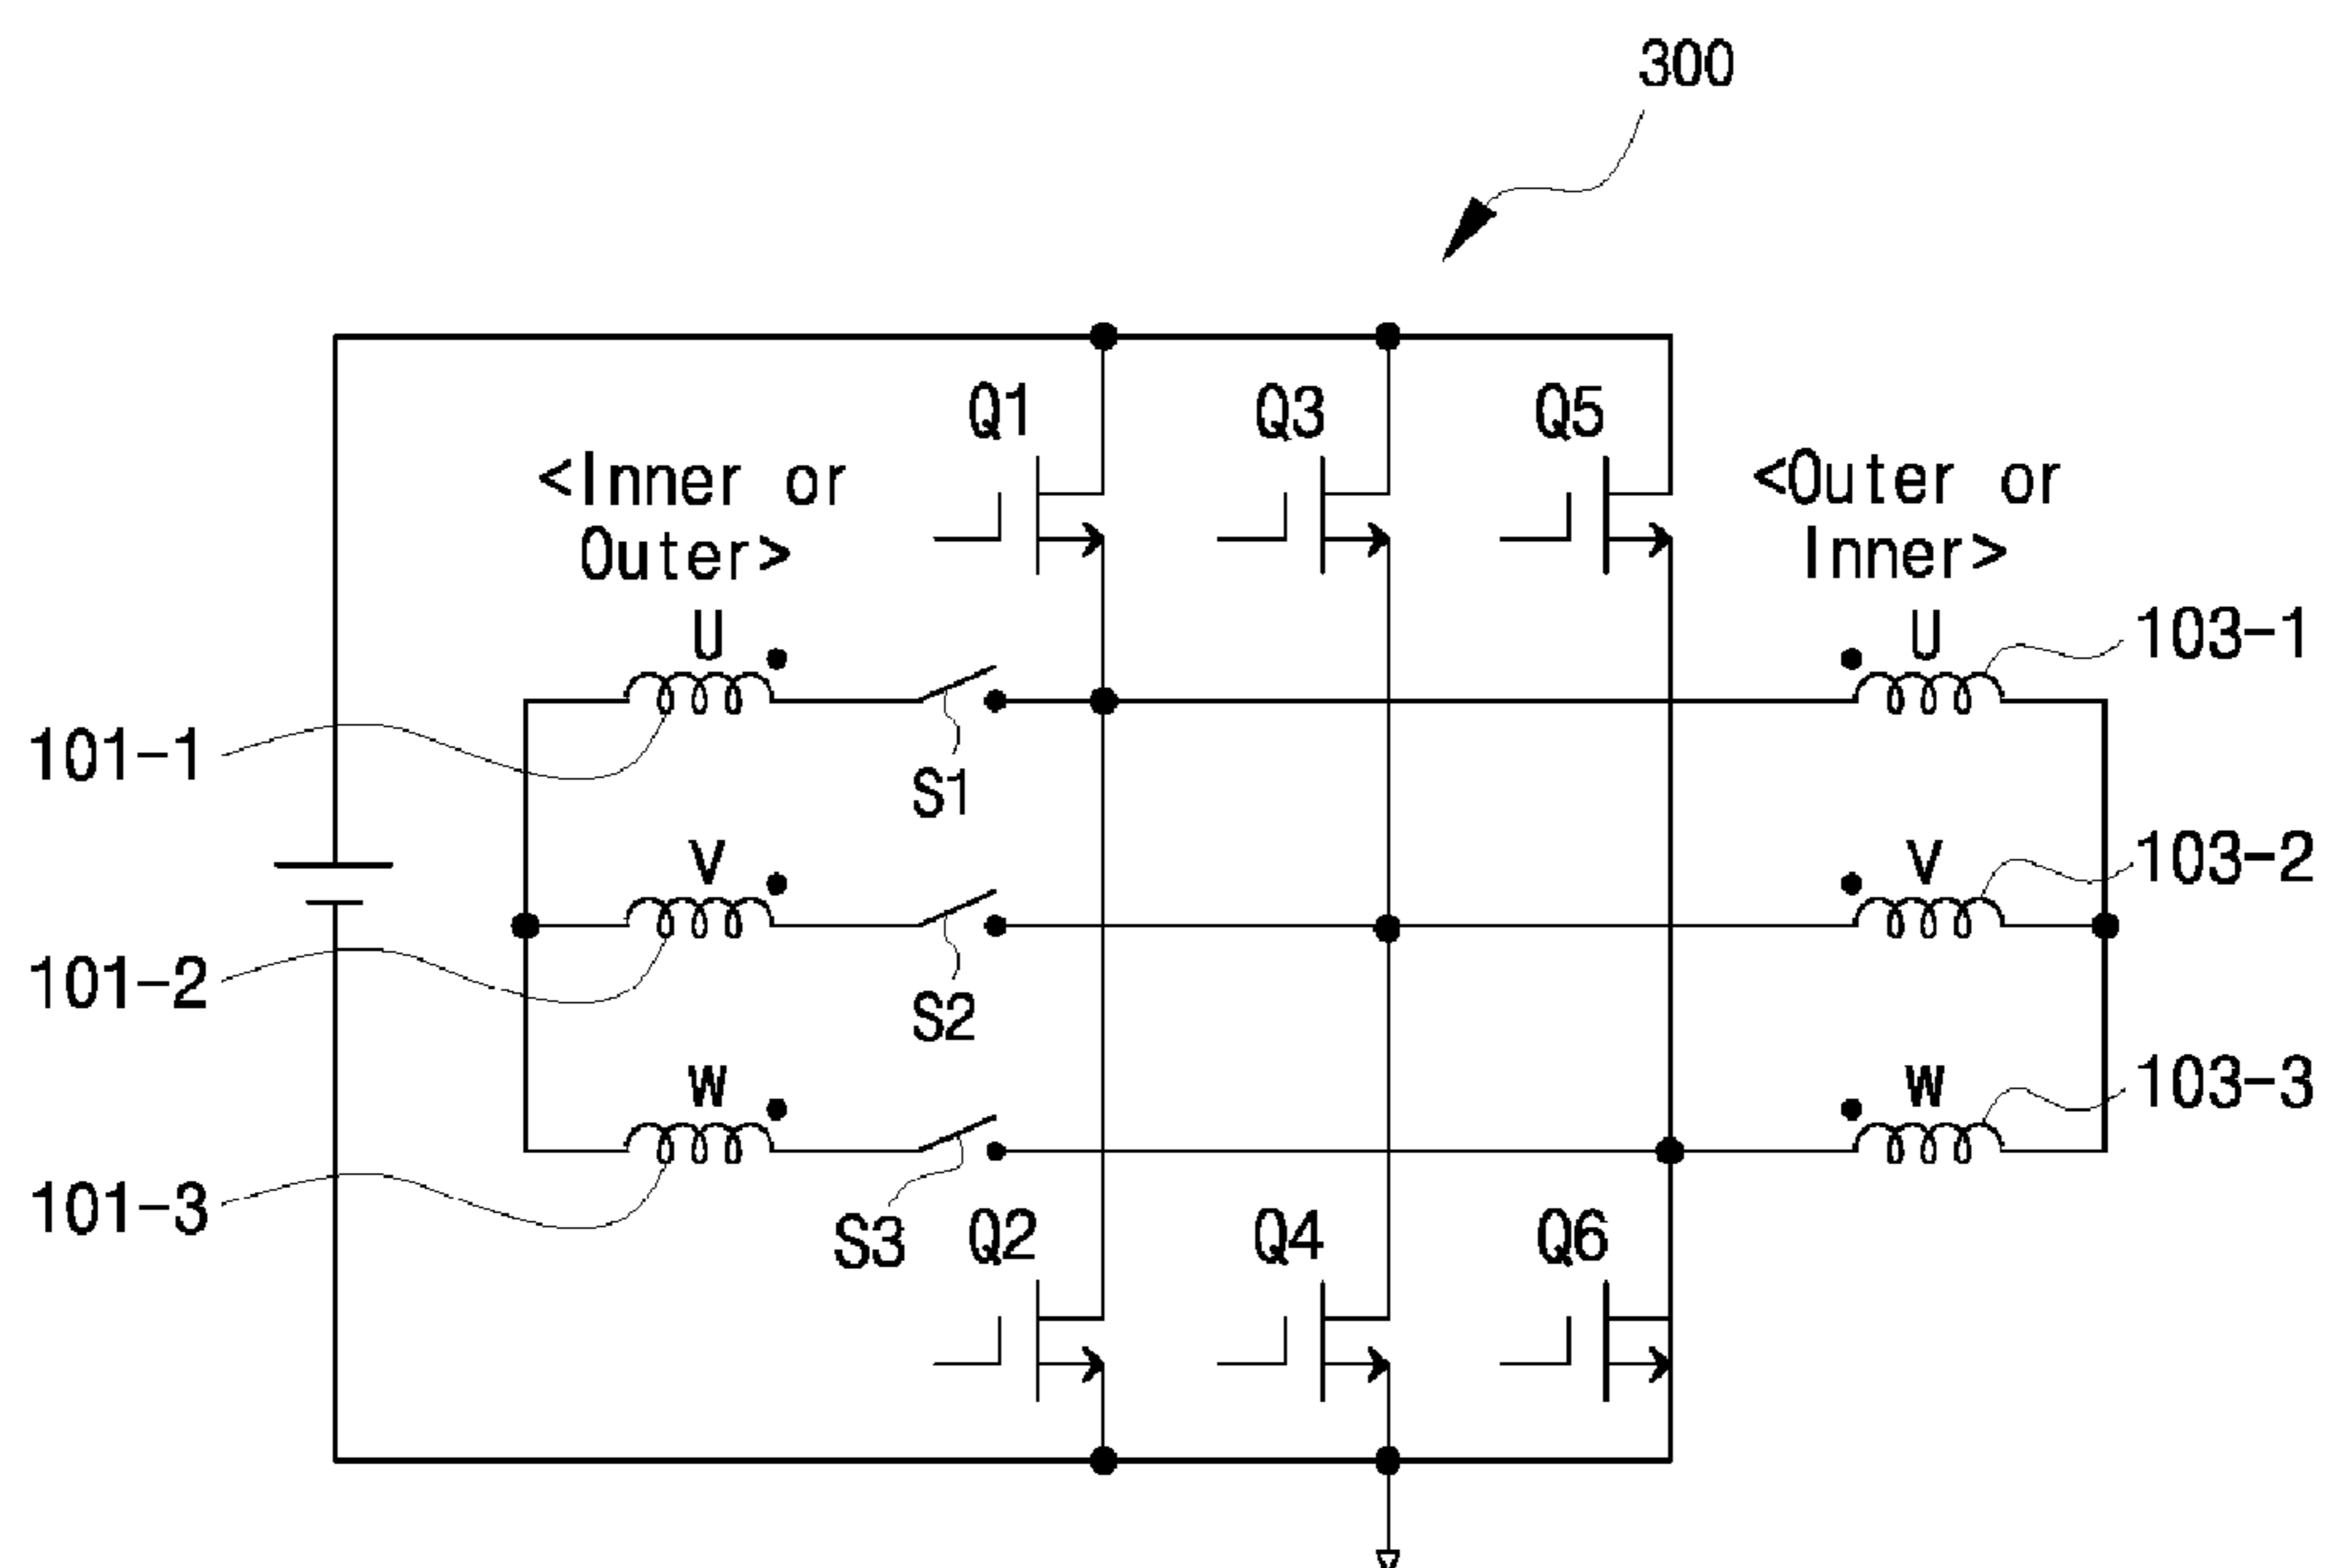 300
Q1
Q3
Q5
<Inner or
Outer>
<Outer or
Inner>
U
U
103-1
101-1
S1
V
V
103-2
101-2
S2
W
W
103-3
101-3
S3
Q2
Q4
Q6